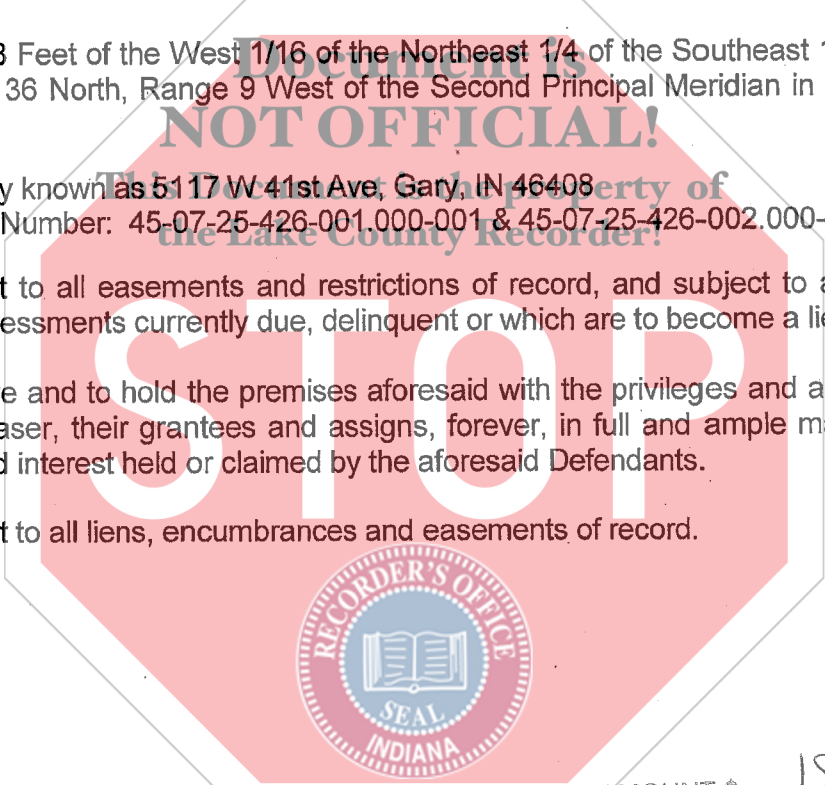 3 Feet of the West 1/16 of the Northeast 1/4 of the Southeast 1
Document is
36 North, Range 9 West of the Second Principal Meridian in
NOT OFFICIAL!
y known as 5117 W 41st Ave, Gary, IN 46408
This Document is the property of
Number: 45-07-25-426-001.000-001 & 45-07-25-426-002.000-
the Lake County Recorder!
t to all easements and restrictions of record, and subject to a
essments currently due, delinquent or which are to become a lie
e and to hold the premises aforesaid with the privileges and a
aser, their grantees and assigns, forever, in full and ample ma
d interest held or claimed by the aforesaid Defendants.
STOP
t to all liens, encumbrances and easements of record.
RECORDER'S OFFICE
SEAL
INDIANA